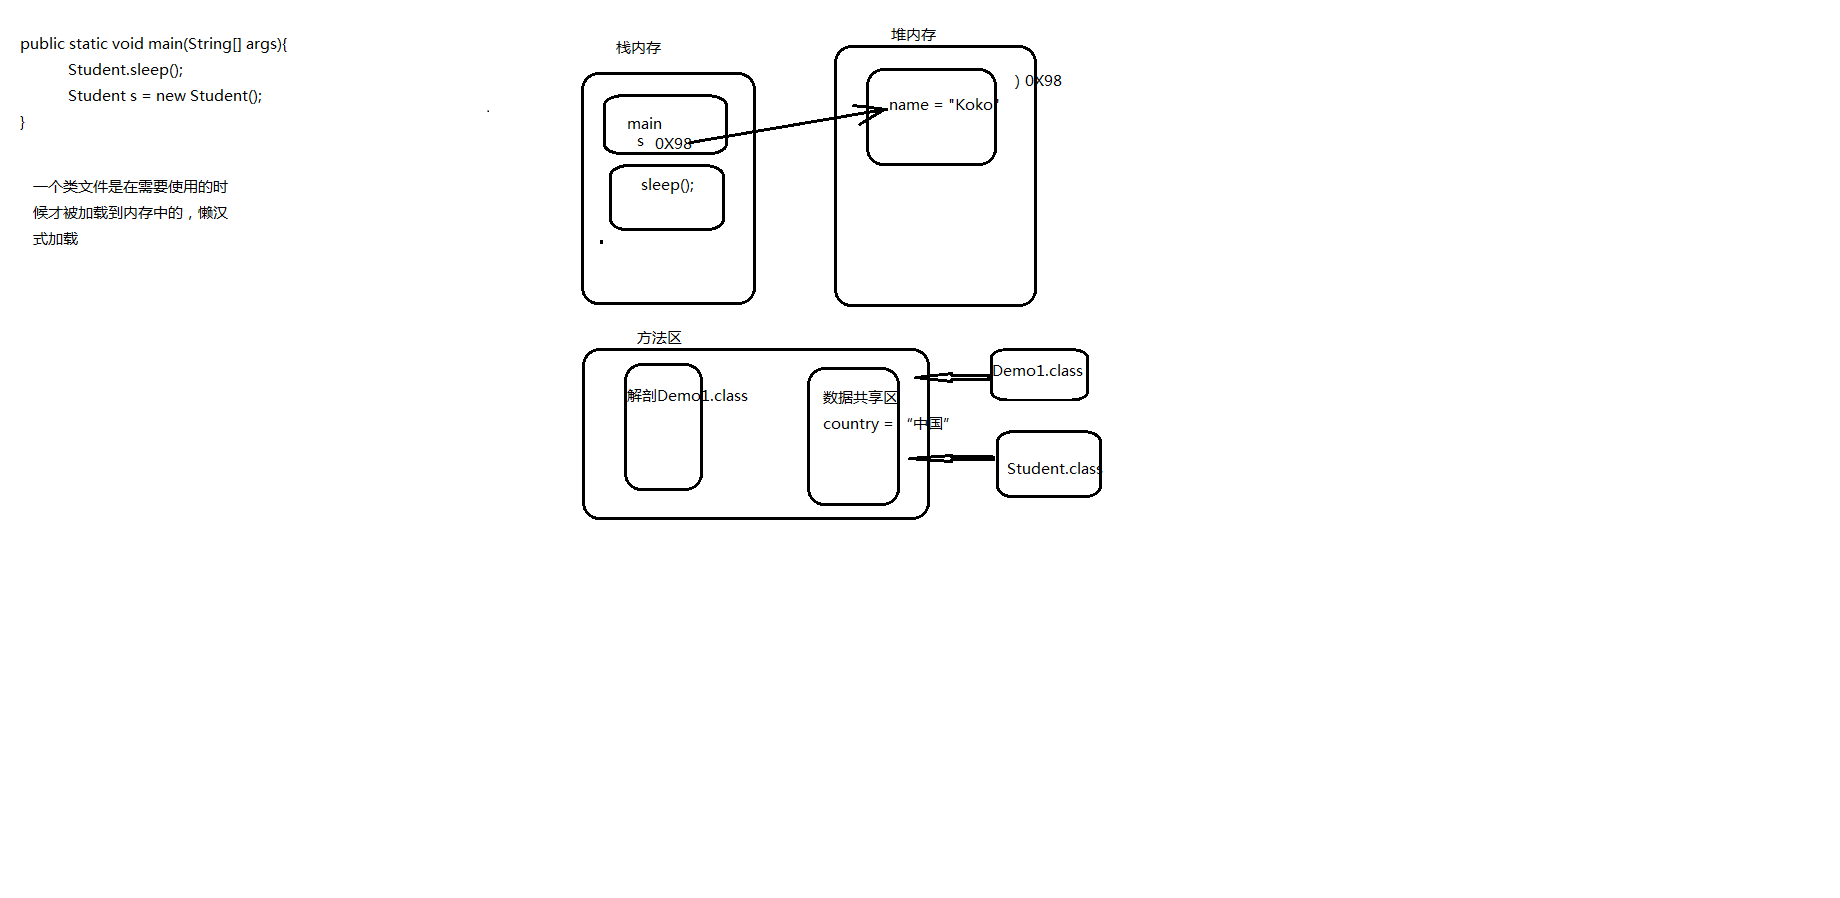 public static void main(String[] args){
Student.sleep();
Student s = new Student();
}
一个类文件是在需要使用的时
候才被加载到内存中的，懒汉
式加载
栈内存
main
s 0X98
sleep();
堆内存
) 0X98
name = "Koko"
方法区
解剖Demo1.class
数据共享区
country = “中国”
Demo1.class
Student.class